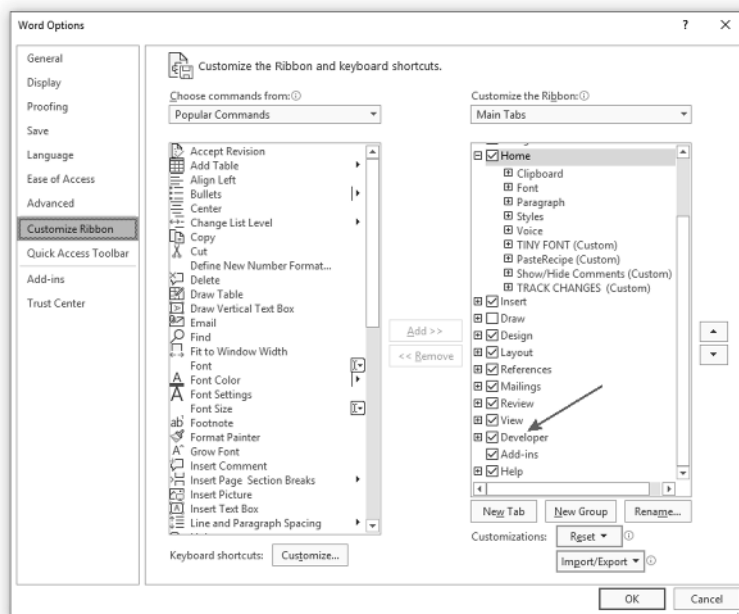 Word Options
?
General
Display
Proofing
Save
Language
Ease of Access
Advanced
Customize Ribbon
Quick Access Toolbar
Add-ins
Trust Center
Customize the Ribbon and keyboard shortcuts.
Choose commands from:
Popular Commands
Accept Revision
Add Table
Align Left
Bullets
Center
Change List Level
Copy
Cut
Define New Number Format...
Delete
Draw Table
Draw Vertical Text Box
Email
Find
Fit to Window Width
Font
Font Color
Font Settings
Font Size
Footnote
Format Painter
Grow Font
Insert Comment
Insert Page Section Breaks
Insert Picture
Insert Text Box
Line and Paragraph Spacing
Keyboard shortcuts: Customize...
Add >>
<< Remove
Customize the Ribbon:
Main Tabs
Home
Clipboard
Font
Paragraph
Styles
Voice
TINY FONT (Custom)
PasteRecipe (Custom)
Show/Hide Comments (Custom)
TRACK CHANGES (Custom)
Insert
Draw
Design
Layout
References
Mailings
Review
View
Developer
Add-ins
Help
New Tab New Group Rename...
Customizations: Reset
Import/Export
OK Cancel